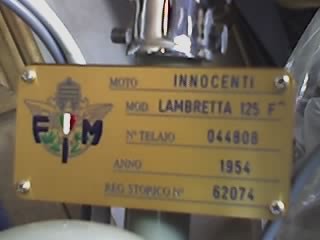 FIM
MOTO INNOCENTI
MOD. LAMBRETTA 125 F
N° TELAIO 044808
ANNO 1954
REG. STORICO N° 62074